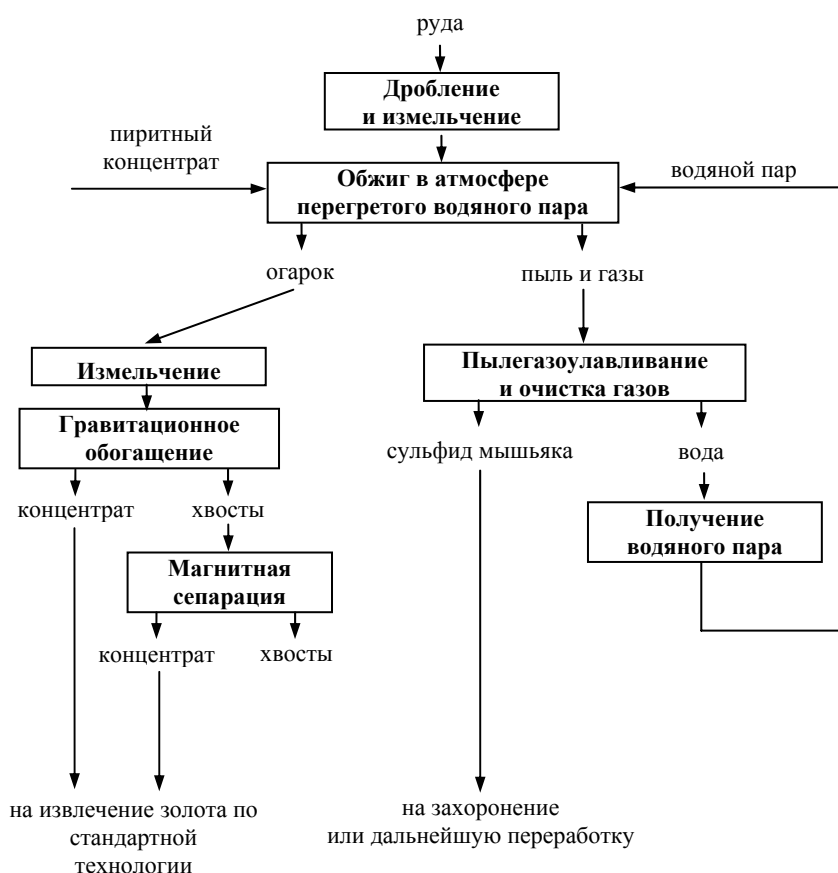 руда
Дробление
и измельчение
пиритный
концентрат
Обжиг в атмосфере
перегретого водяного пара
водяной пар
огарок
пыль и газы
Измельчение
Пылегазоулавливание
и очистка газов
Гравитационное
обогащение
сульфид мышьяка
вода
концентрат
хвосты
Получение
водяного пара
Магнитная
сепарация
концентрат
хвосты
на извлечение золота по
стандартной
технологии
на захоронение
или дальнейшую переработку